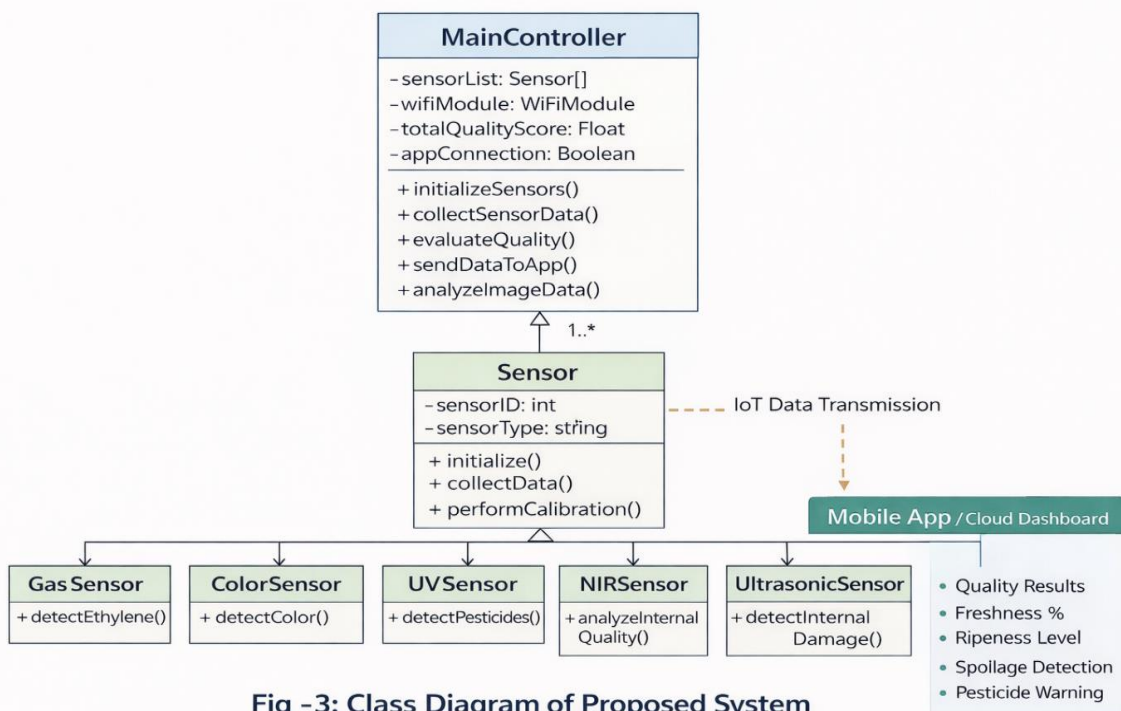 MainController
-sensorList: Sensor[]
-wifiModule: WiFiModule
-totalQualityScore: Float
-appConnection: Boolean
+initializeSensors()
+collectSensorData()
+evaluateQuality()
+sendDataToApp()
+analyzeImageData()
1..*
Sensor
-sensorID: int
-sensorType: string
+ initialize()
+ collectData()
+ performCalibration()
IoT Data Transmission
Mobile App / Cloud Dashboard
Gas Sensor
+ detectEthylene()
ColorSensor
+ detectColor()
UVSensor
+ detectPesticides()
NIRSensor
+ analyzeInternal
Quality()
UltrasonicSensor
+ detectInternal
Damage()
• Quality Results
• Freshness %
• Ripeness Level
• Spollage Detection
• Pesticide Warning
Fig -3: Class Diagram of Proposed System